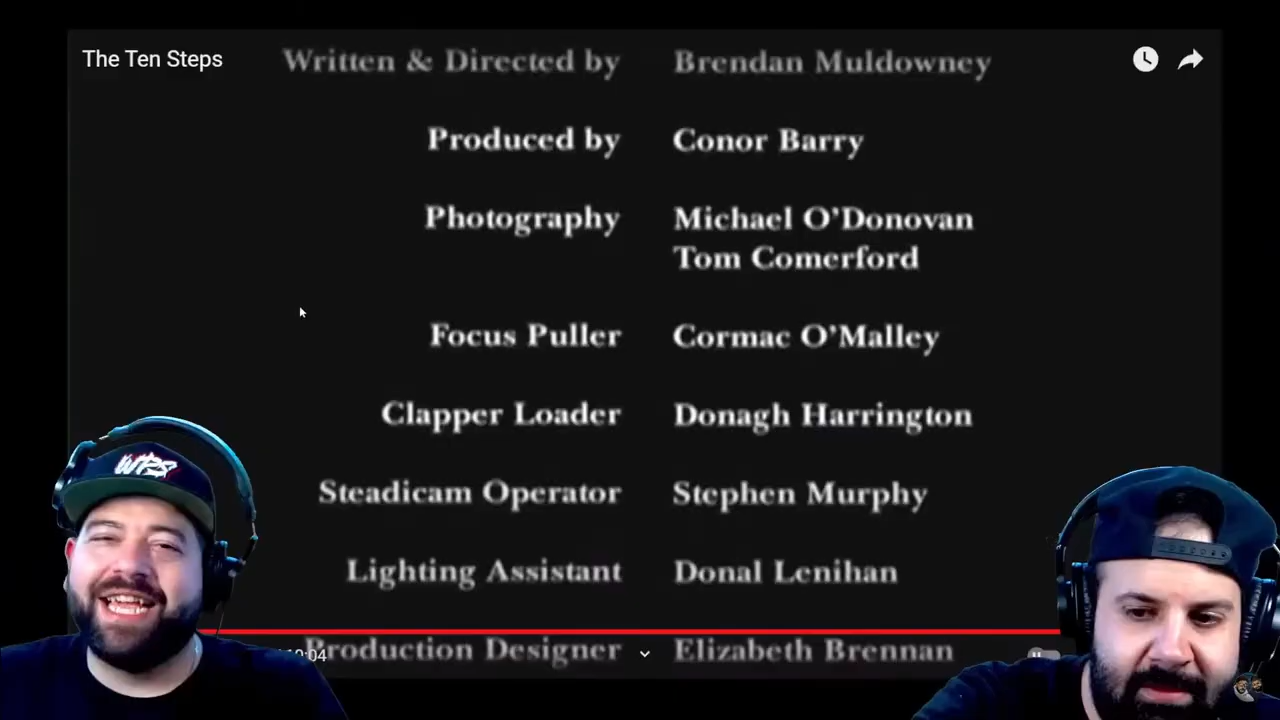 The Ten Steps
Written & Directed by Brendan Muldowney
Produced by Conor Barry
Photography Michael O'Donovan
Tom Comerford
Focus Puller Cormac O'Malley
Clapper Loader Donagh Harrington
Steadicam Operator Stephen Murphy
Lighting Assistant Donal Lenihan
Production Designer Elizabeth Brennan
WPS